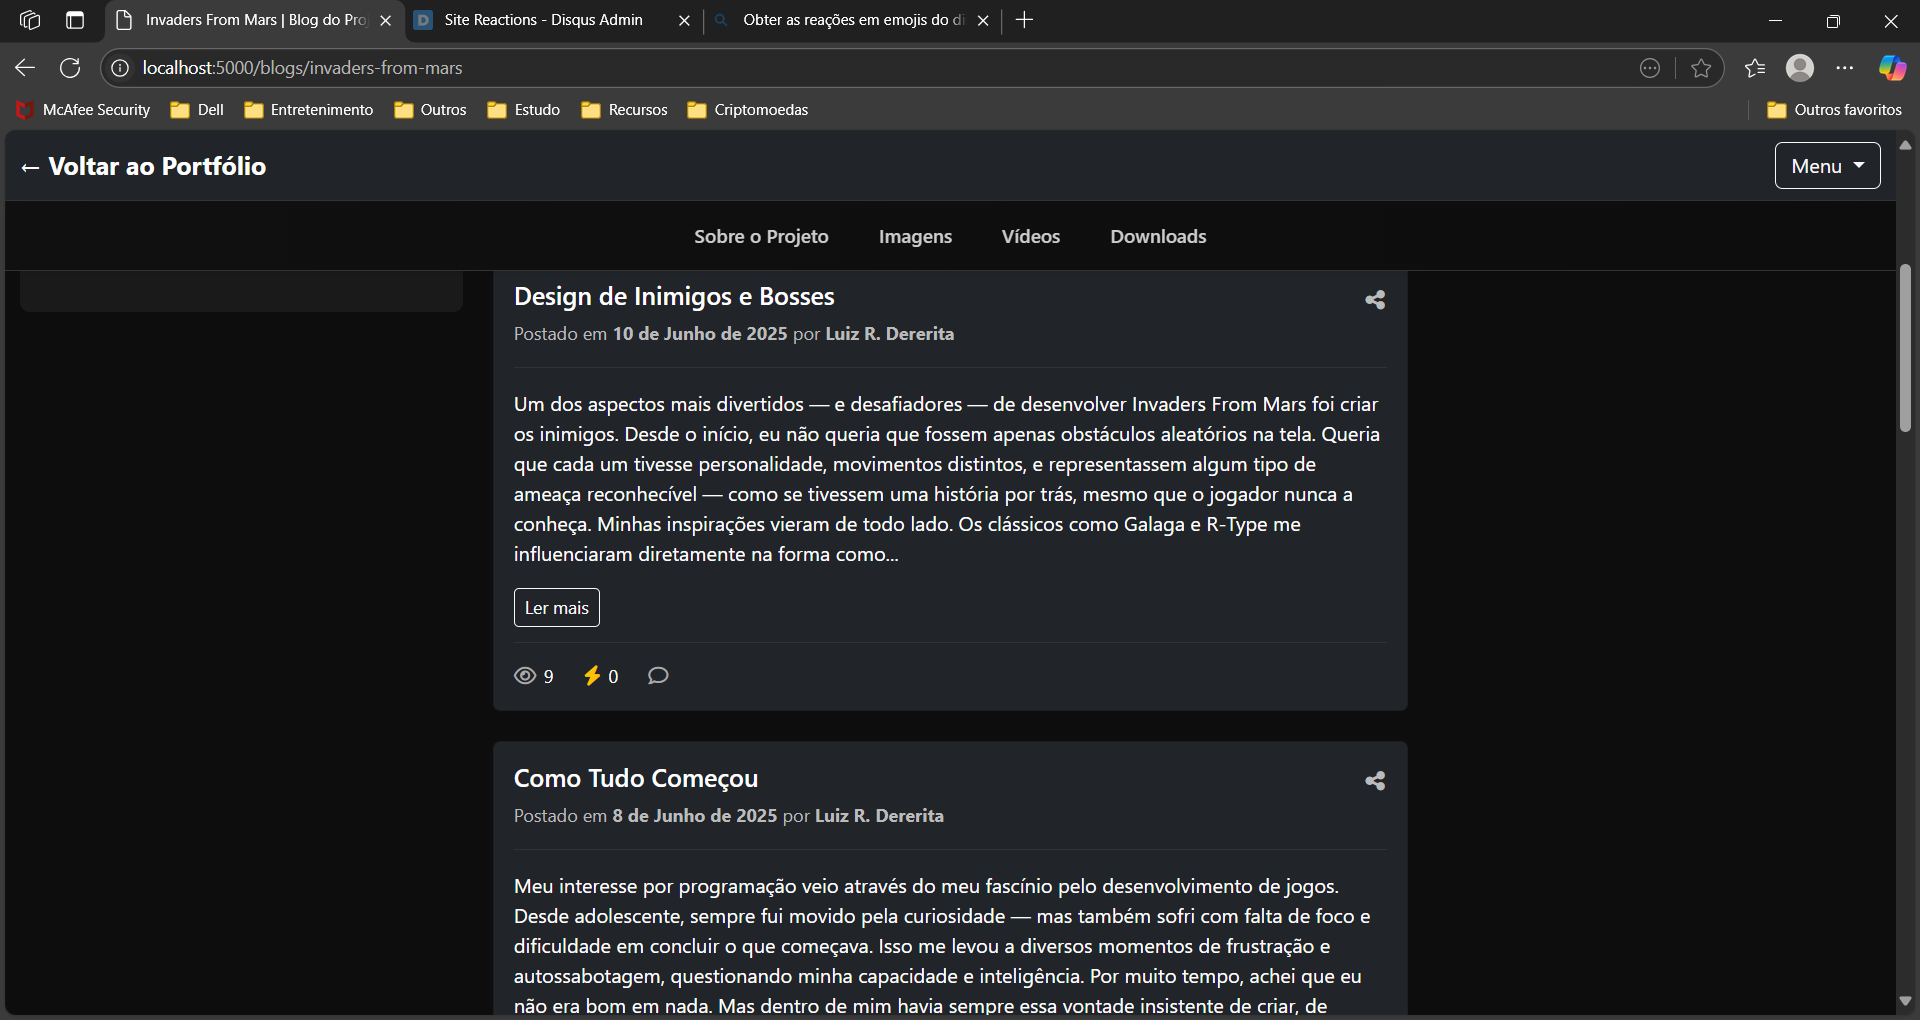 Invaders From Mars | Blog do Pro
Site Reactions - Disqus Admin
Obter as reações em emojis do di
localhost:5000/blogs/invaders-from-mars
McAfee Security
Dell
Entretenimento
Outros
Estudo
Recursos
Criptomoedas
Outros favoritos
← Voltar ao Portfólio
Menu
Sobre o Projeto
Imagens
Vídeos
Downloads
Design de Inimigos e Bosses
Postado em 10 de Junho de 2025 por Luiz R. Dererita
Um dos aspectos mais divertidos — e desafiadores — de desenvolver Invaders From Mars foi criar
os inimigos. Desde o início, eu não queria que fossem apenas obstáculos aleatórios na tela. Queria
que cada um tivesse personalidade, movimentos distintos, e representassem algum tipo de
ameaça reconhecível — como se tivessem uma história por trás, mesmo que o jogador nunca a
conheça. Minhas inspirações vieram de todo lado. Os clássicos como Galaga e R-Type me
influenciaram diretamente na forma como...
Ler mais
9
0
Como Tudo Começou
Postado em 8 de Junho de 2025 por Luiz R. Dererita
Meu interesse por programação veio através do meu fascínio pelo desenvolvimento de jogos.
Desde adolescente, sempre fui movido pela curiosidade — mas também sofri com falta de foco e
dificuldade em concluir o que começava. Isso me levou a diversos momentos de frustração e
autossabotagem, questionando minha capacidade e inteligência. Por muito tempo, achei que eu
não era bom em nada. Mas dentro de mim havia sempre essa vontade insistente de criar, de